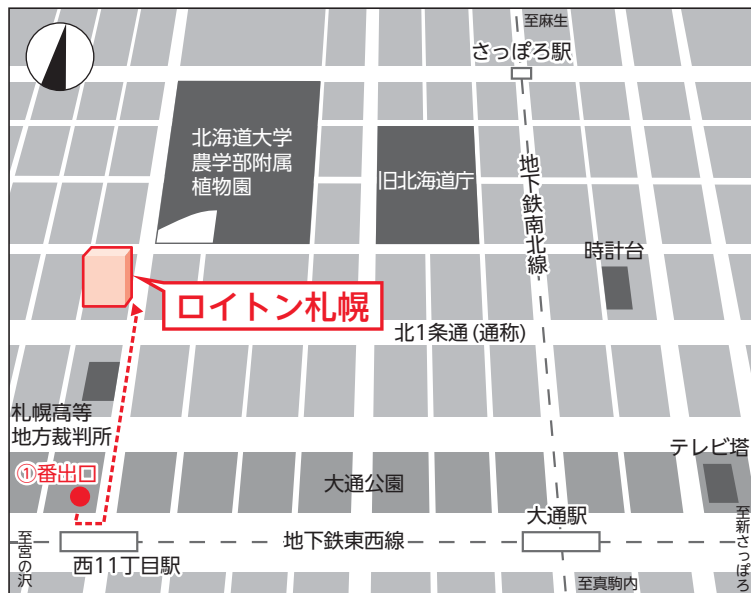 至麻生
さっぽろ駅
北海道大学
農学部附属
植物園
旧北海道庁
地下鉄南北線
時計台
ロイトン札幌
北1条通(通称)
札幌高等
地方裁判所
①番出口
大通公園
テレビ塔
至宮の沢
西11丁目駅
地下鉄東西線
大通駅
至新さっぽろ
至真駒内